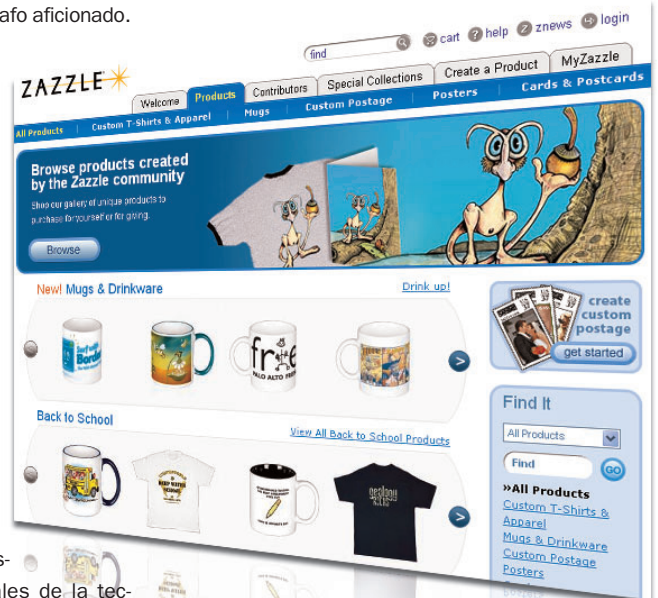 afo aficionado.
find
cart
help
znews
login
ZAZZLE
Welcome
Products
Contributors
Special Collections
Create a Product
MyZazzle
All Products
Custom T-Shirts & Apparel
Mugs
Custom Postage
Posters
Cards & Postcards
Browse products created
by the Zazzle community
Shop our gallery of unique products to
purchase for yourself or for giving.
Browse
New! Mugs & Drinkware
Drink up!
create
custom
postage
get started
free
PALO ALTO
Back to School
View All Back to School Products
Find It
All Products
Find
GO
»All Products
Custom T-Shirts &
Apparel
Mugs & Drinkware
Custom Postage
Posters
s-
ales de la tec-